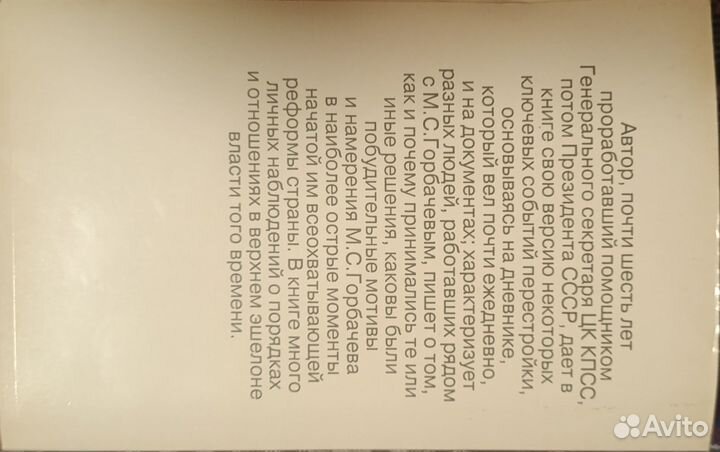 Автор, почти шесть лет
проработавший помощником
Генерального секретаря ЦК КПСС,
потом Президента СССР, дает в
книге свою версию некоторых
ключевых событий перестройки,
основываясь на дневнике,
который вел почти ежедневно,
и на документах; характеризует
разных людей, работавших рядом
с М.С.Горбачевым, пишет о том,
как и почему принимались те или
иные решения, каковы были
побудительные мотивы
и намерения М.С.Горбачева
в наиболее острые моменты
начатой им всеохватывающей
реформы страны. В книге много
личных наблюдений о порядках
и отношениях в верхнем эшелоне
власти того времени.
Avito